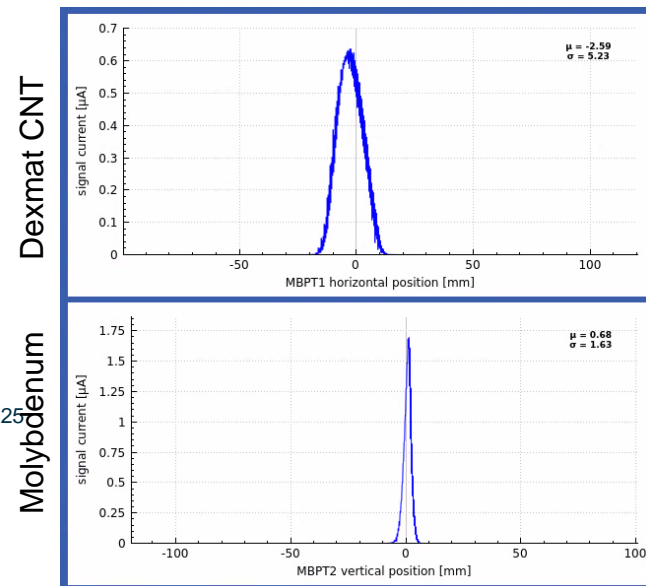 Dexmat CNT
0.7
0.6
0.5
0.4
0.3
0.2
0.1
0
signal current [μA]
μ = -2.59
σ = 5.23
-50 0 50 100
MBPT1 horizontal position [mm]
Molybdenum
25
1.75
1.5
1.25
1
0.75
0.5
0.25
0
signal current [μA]
μ = 0.68
σ = 1.63
-100 -50 0 50 100
MBPT2 vertical position [mm]